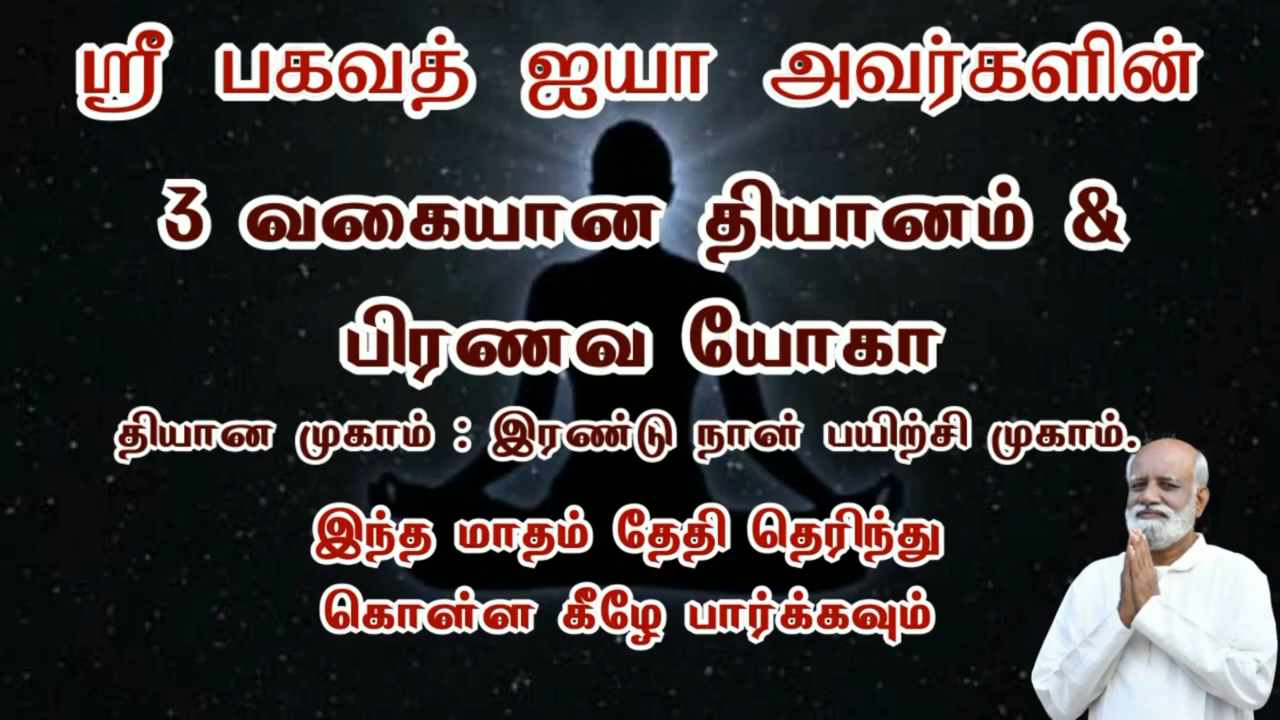 ஸ்ரீ பகவத் ஐயா அவர்களின்
3 வகையான தியானம் &
பிரணவ யோகா
தியான முகாம் : இரண்டு நாள் பயிற்சி முகாம்.
இந்த மாதம் தேதி தெரிந்து
கொள்ள கீழே பார்க்கவும்